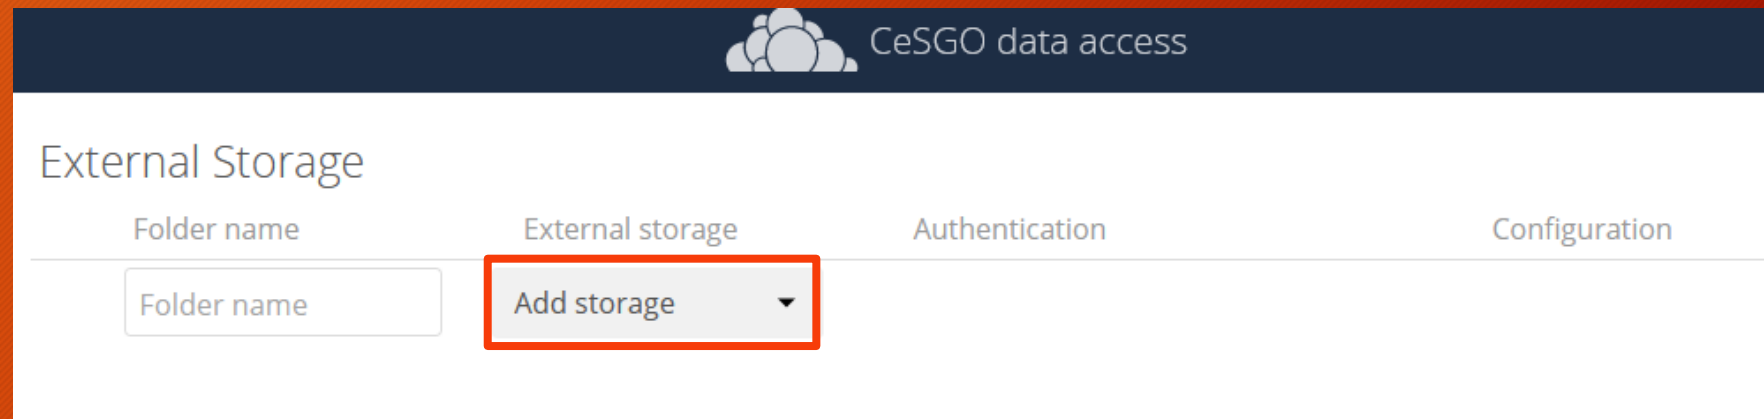 CeSGO data access
External Storage
Folder name External storage Authentication Configuration
Folder name Add storage